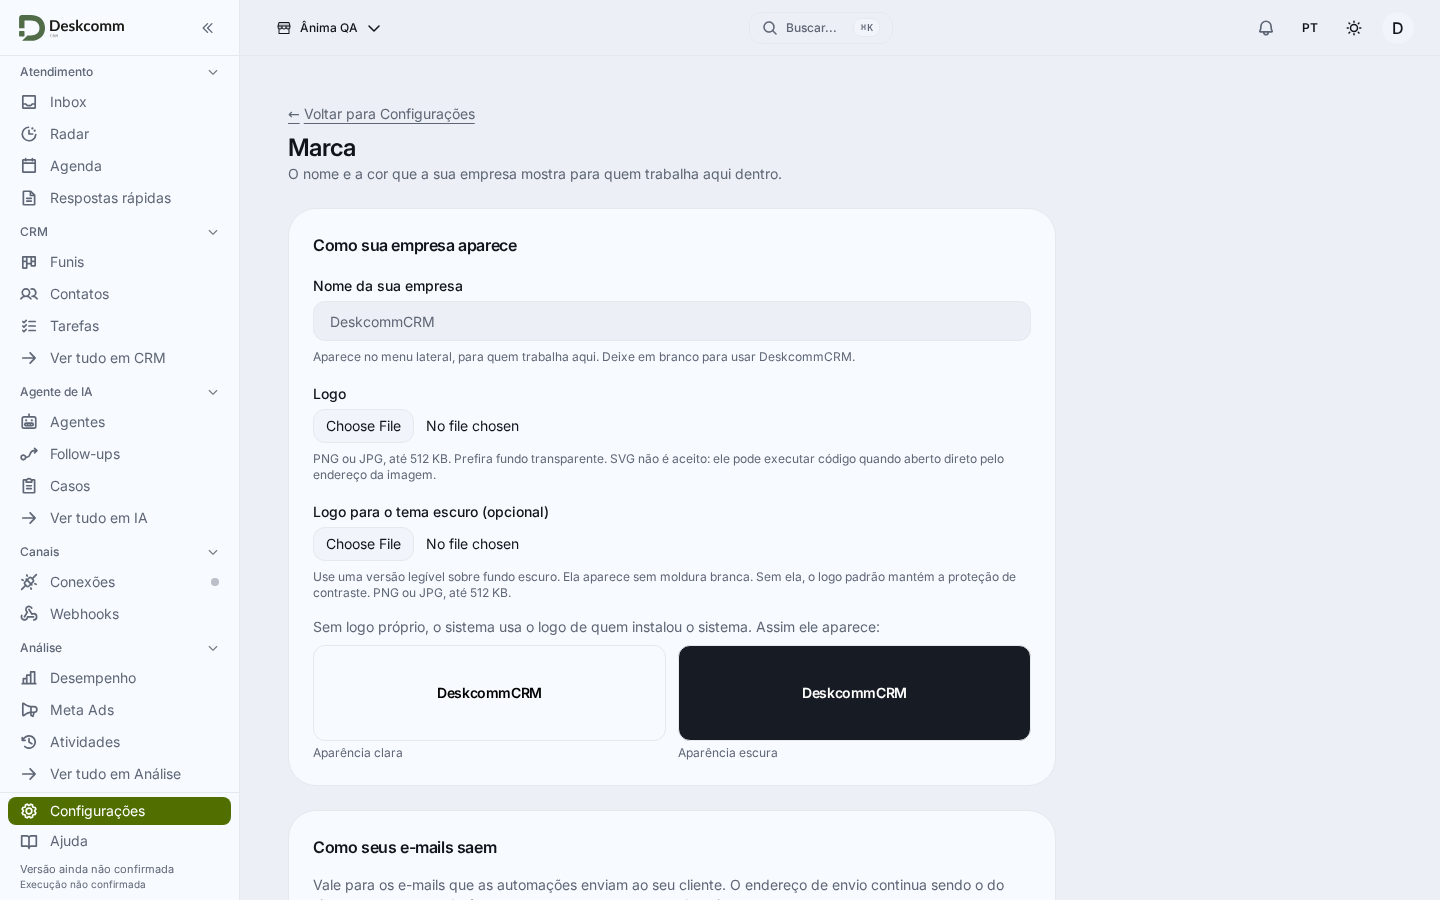 Deskcomm
Ânima QA
Buscar...
⌘K
PT
D
Atendimento
Inbox
Radar
Agenda
Respostas rápidas
CRM
Funis
Contatos
Tarefas
Ver tudo em CRM
Agente de IA
Agentes
Follow-ups
Casos
Ver tudo em IA
Canais
Conexões
Webhooks
Análise
Desempenho
Meta Ads
Atividades
Ver tudo em Análise
Configurações
Ajuda
Versão ainda não confirmada
Execução não confirmada
← Voltar para Configurações
Marca
O nome e a cor que a sua empresa mostra para quem trabalha aqui dentro.
Como sua empresa aparece
Nome da sua empresa
DeskcommCRM
Aparece no menu lateral, para quem trabalha aqui. Deixe em branco para usar DeskcommCRM.
Logo
Choose File No file chosen
PNG ou JPG, até 512 KB. Prefira fundo transparente. SVG não é aceito: ele pode executar código quando aberto direto pelo
endereço da imagem.
Logo para o tema escuro (opcional)
Choose File No file chosen
Use uma versão legível sobre fundo escuro. Ela aparece sem moldura branca. Sem ela, o logo padrão mantém a proteção de
contraste. PNG ou JPG, até 512 KB.
Sem logo próprio, o sistema usa o logo de quem instalou o sistema. Assim ele aparece:
DeskcommCRM
DeskcommCRM
Aparência clara
Aparência escura
Como seus e-mails saem
Vale para os e-mails que as automações enviam ao seu cliente. O endereço de envio continua sendo o do